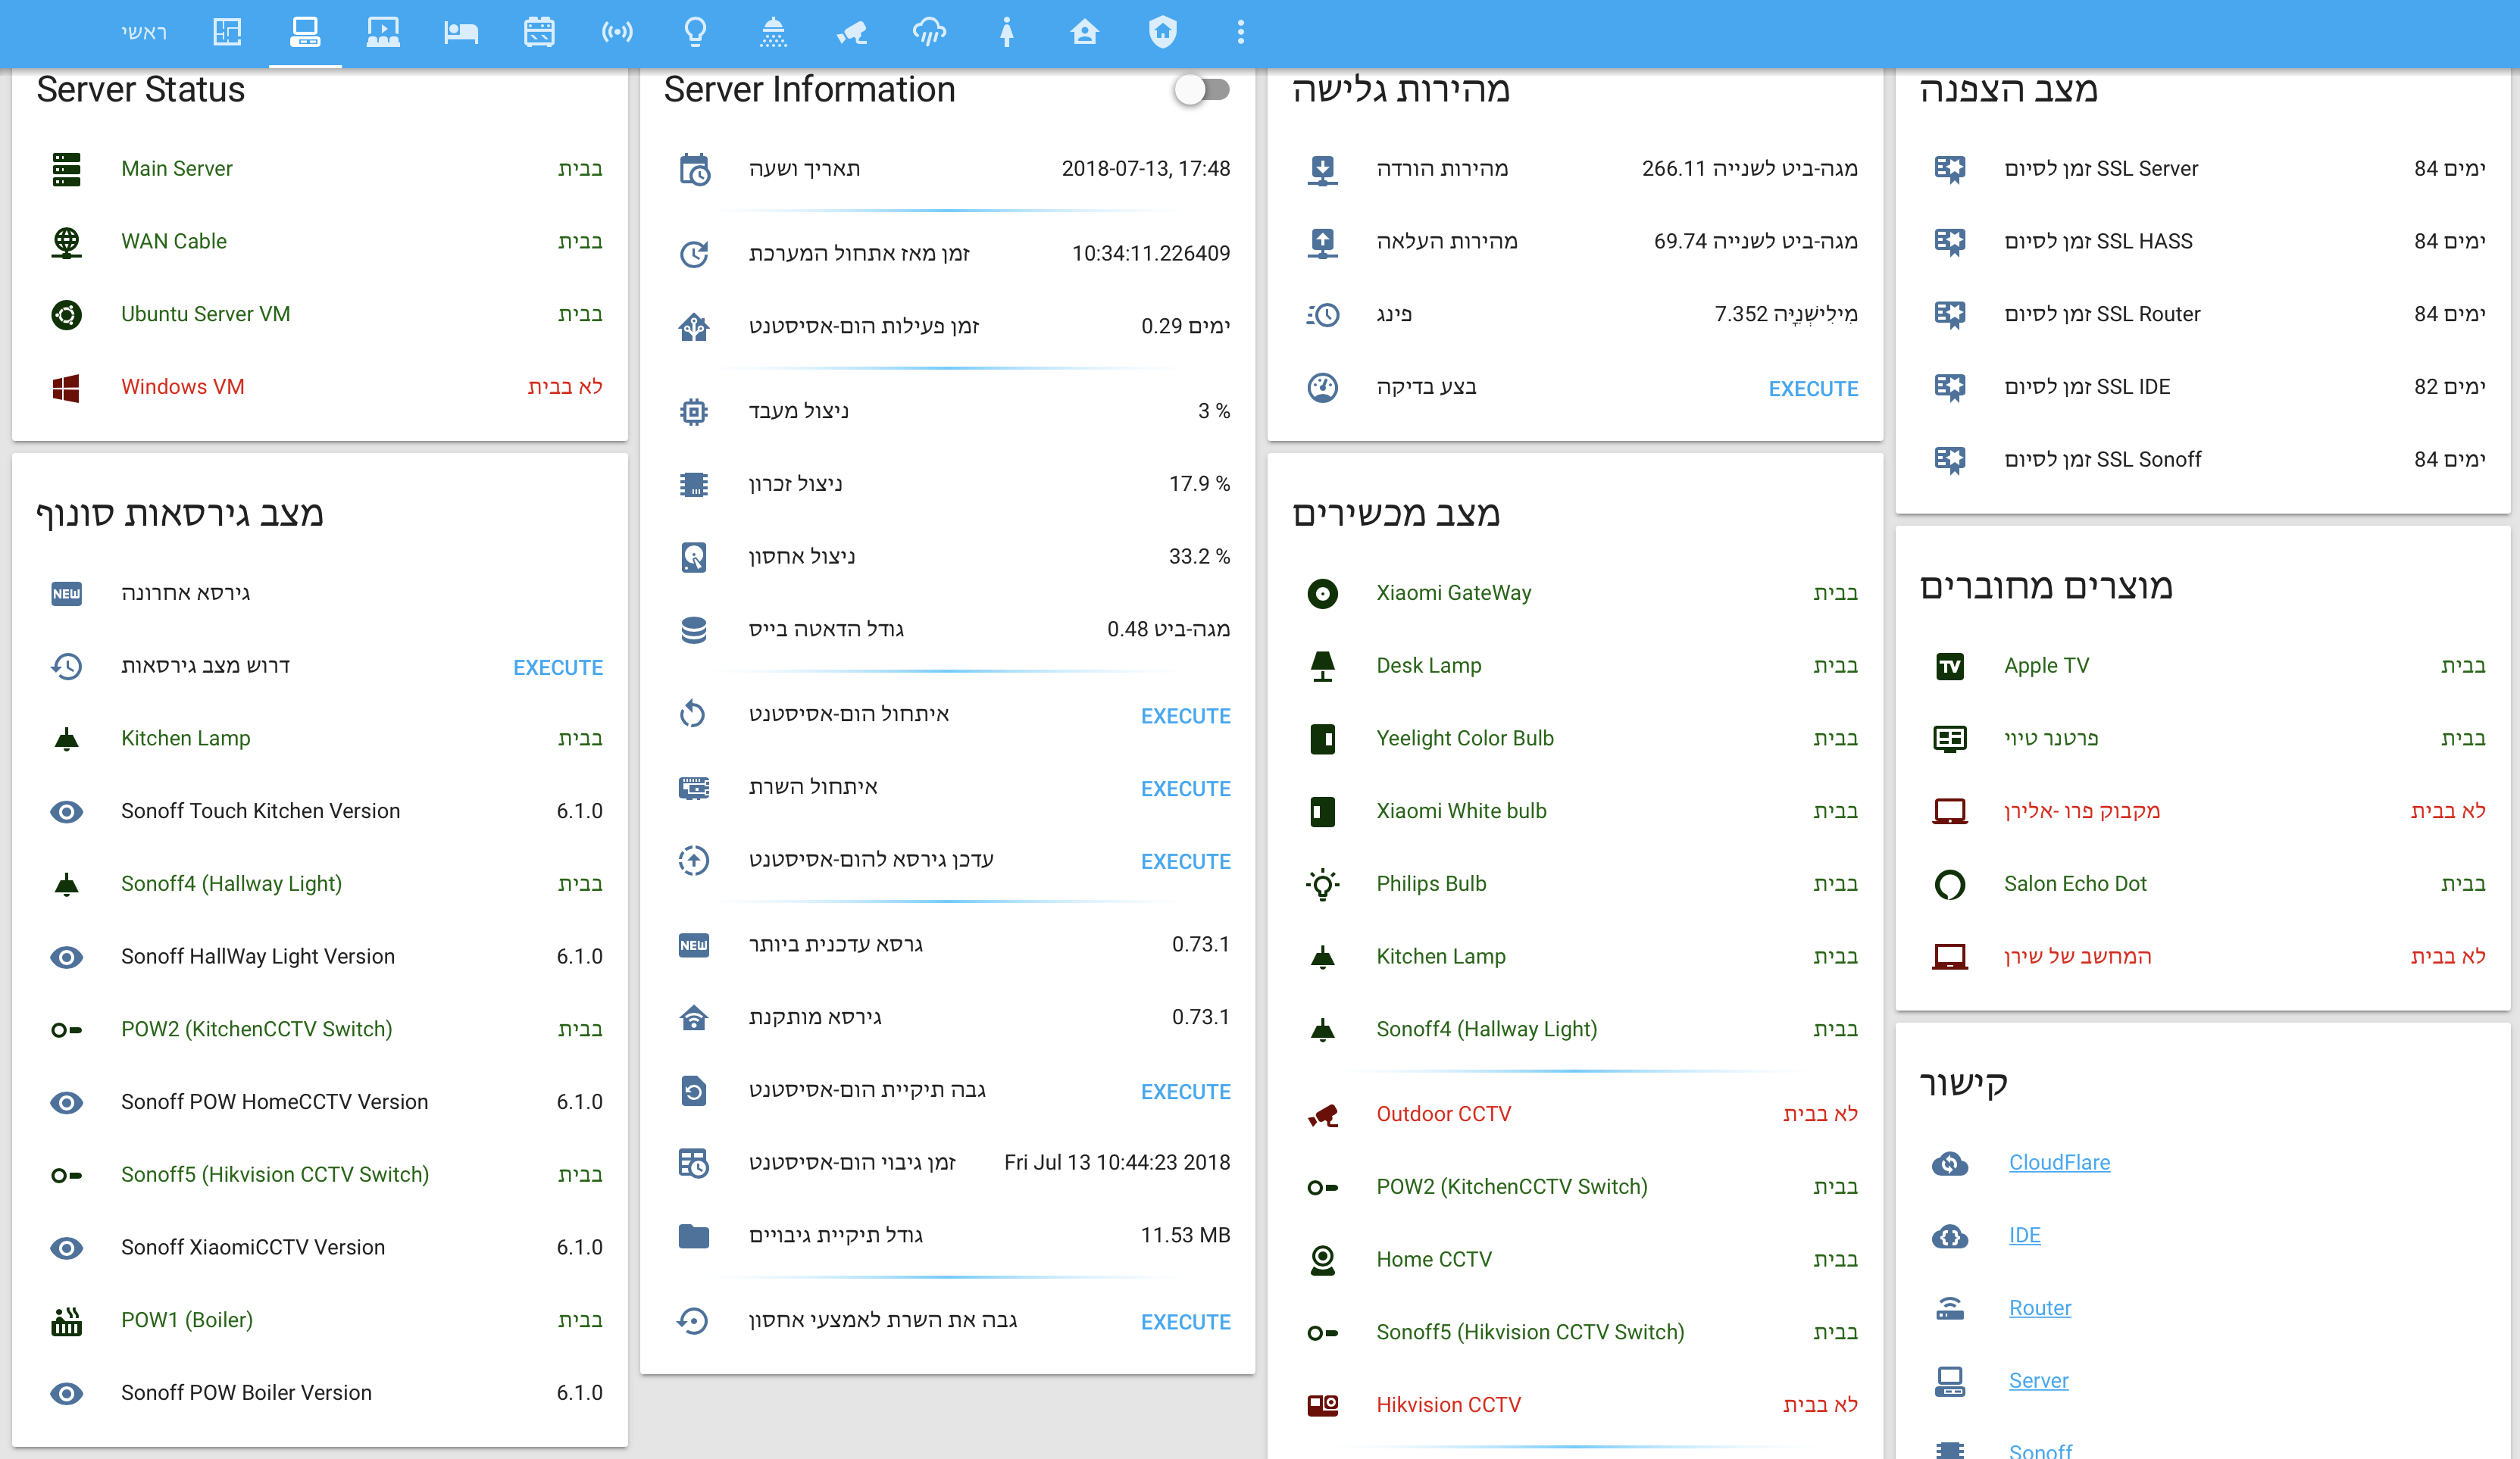 ראשי
Server Status
Main Server בבית
WAN Cable בבית
Ubuntu Server VM בבית
Windows VM לא בבית
מצב גירסאות סונוף
NEW גירסא אחרונה
דרוש מצב גירסאות EXECUTE
Kitchen Lamp בבית
Sonoff Touch Kitchen Version 6.1.0
Sonoff4 (Hallway Light) בבית
Sonoff HallWay Light Version 6.1.0
POW2 (KitchenCCTV Switch) בבית
Sonoff POW HomeCCTV Version 6.1.0
Sonoff5 (Hikvision CCTV Switch) בבית
Sonoff XiaomiCCTV Version 6.1.0
POW1 (Boiler) בבית
Sonoff POW Boiler Version 6.1.0
Server Information
תאריך ושעה 2018-07-13, 17:48
זמן מאז אתחול המערכת 10:34:11.226409
זמן פעילות הום-אסיסטנט 0.29 ימים
ניצול מעבד 3 %
ניצול זכרון 17.9 %
ניצול אחסון 33.2 %
גודל הדאטה בייס 0.48 מגה-ביט
איתחול הום-אסיסטנט EXECUTE
איתחול השרת EXECUTE
עדכן גירסא להום-אסיסטנט EXECUTE
NEW גרסא עדכנית ביותר 0.73.1
גירסא מותקנת 0.73.1
גבה תיקיית הום-אסיסטנט EXECUTE
זמן גיבוי הום-אסיסטנט Fri Jul 13 10:44:23 2018
גודל תיקיית גיבויים 11.53 MB
גבה את השרת לאמצעי אחסון EXECUTE
מהירות גלישה
מהירות הורדה 266.11 מגה-ביט לשנייה
מהירות העלאה 69.74 מגה-ביט לשנייה
פינג 7.352 מִילִישְׁנִיָּה
בצע בדיקה EXECUTE
מצב מכשירים
Xiaomi GateWay בבית
Desk Lamp בבית
Yeelight Color Bulb בבית
Xiaomi White bulb בבית
Philips Bulb בבית
Kitchen Lamp בבית
Sonoff4 (Hallway Light) בבית
Outdoor CCTV לא בבית
POW2 (KitchenCCTV Switch) בבית
Home CCTV בבית
Sonoff5 (Hikvision CCTV Switch) בבית
Hikvision CCTV לא בבית
מצב הצפנה
זמן לסיום SSL Server 84 ימים
זמן לסיום SSL HASS 84 ימים
זמן לסיום SSL Router 84 ימים
זמן לסיום SSL IDE 82 ימים
זמן לסיום SSL Sonoff 84 ימים
מוצרים מחוברים
TV Apple TV בבית
פרטנר טיוי בבית
מקבוק פרו -אלירן לא בבית
Salon Echo Dot בבית
המחשב של שירן לא בבית
קישור
CloudFlare
IDE
Router
Server
Sonoff